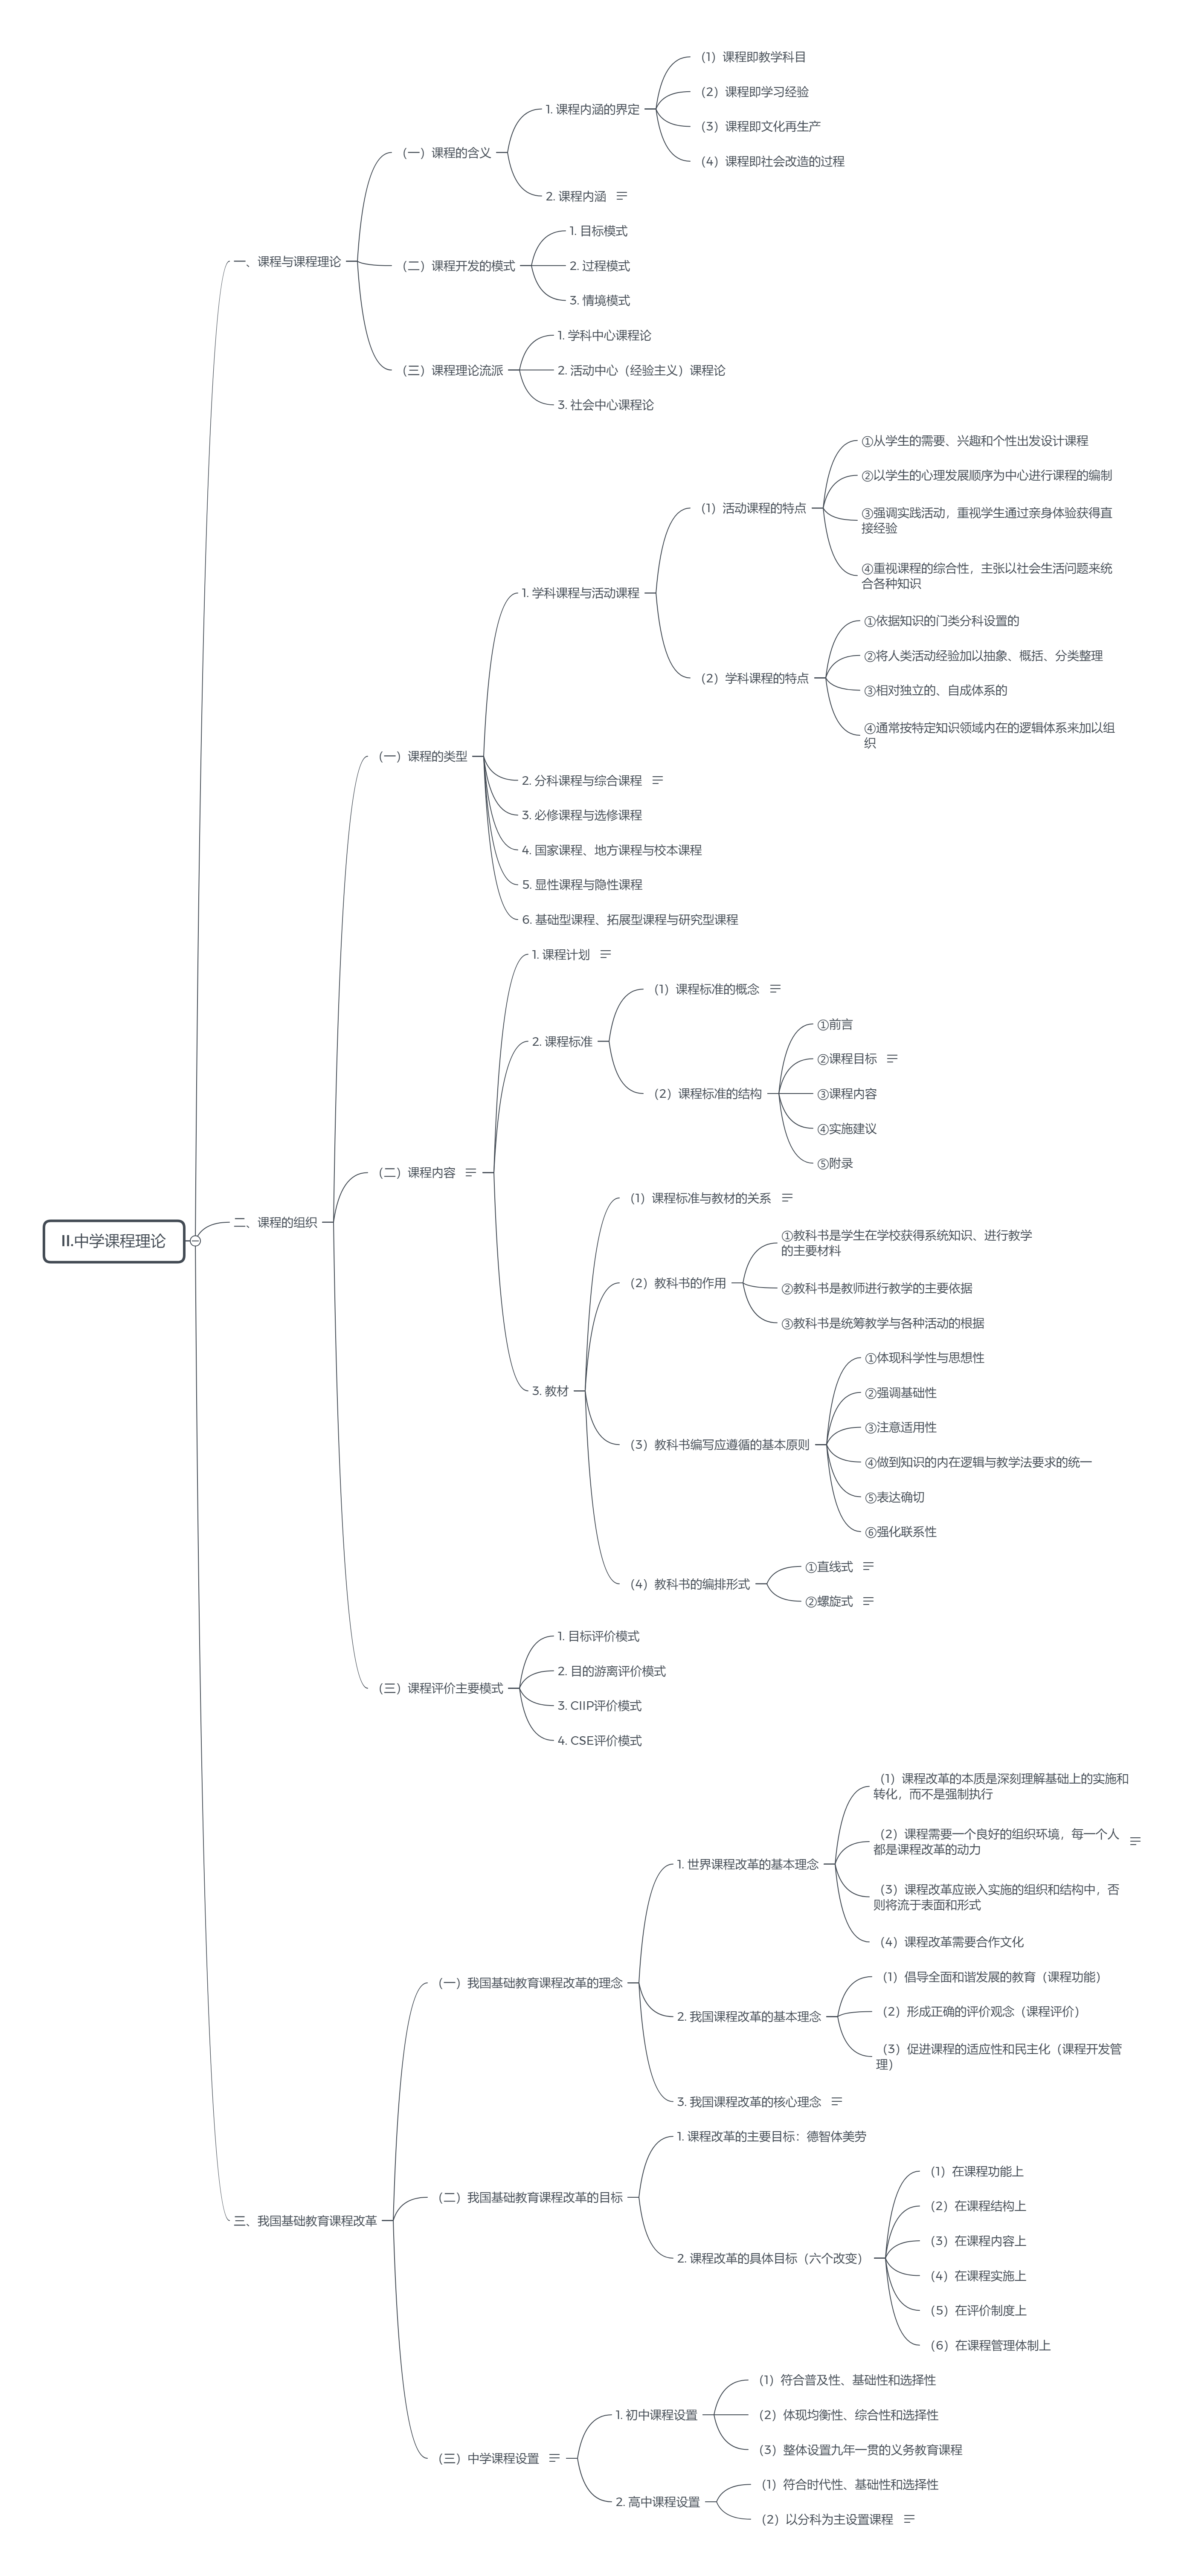 II.中学课程理论
一、课程与课程理论
（一）课程的含义
1. 课程内涵的界定
（1）课程即教学科目
（2）课程即学习经验
（3）课程即文化再生产
（4）课程即社会改造的过程
2. 课程内涵
（二）课程开发的模式
1. 目标模式
2. 过程模式
3. 情境模式
（三）课程理论流派
1. 学科中心课程论
2. 活动中心（经验主义）课程论
3. 社会中心课程论
二、课程的组织
（一）课程的类型
1. 学科课程与活动课程
（1）活动课程的特点
①从学生的需要、兴趣和个性出发设计课程
②以学生的心理发展顺序为中心进行课程的编制
③强调实践活动，重视学生通过亲身体验获得直
接经验
④重视课程的综合性，主张以社会生活问题来统
合各种知识
（2）学科课程的特点
①依据知识的门类分科设置的
②将人类活动经验加以抽象、概括、分类整理
③相对独立的、自成体系的
④通常按特定知识领域内在的逻辑体系来加以组
织
2. 分科课程与综合课程
3. 必修课程与选修课程
4. 国家课程、地方课程与校本课程
5. 显性课程与隐性课程
6. 基础型课程、拓展型课程与研究型课程
（二）课程内容
1. 课程计划
2. 课程标准
（1）课程标准的概念
（2）课程标准的结构
①前言
②课程目标
③课程内容
④实施建议
⑤附录
3. 教材
（1）课程标准与教材的关系
（2）教科书的作用
①教科书是学生在学校获得系统知识、进行教学
的主要材料
②教科书是教师进行教学的主要依据
③教科书是统筹教学与各种活动的根据
（3）教科书编写应遵循的基本原则
①体现科学性与思想性
②强调基础性
③注意适用性
④做到知识的内在逻辑与教学法要求的统一
⑤表达确切
⑥强化联系性
（4）教科书的编排形式
①直线式
②螺旋式
（三）课程评价主要模式
1. 目标评价模式
2. 目的游离评价模式
3. CIIP评价模式
4. CSE评价模式
三、我国基础教育课程改革
（一）我国基础教育课程改革的理念
1. 世界课程改革的基本理念
（1）课程改革的本质是深刻理解基础上的实施和
转化，而不是强制执行
（2）课程需要一个良好的组织环境，每一个人
都是课程改革的动力
（3）课程改革应嵌入实施的组织和结构中，否
则将流于表面和形式
（4）课程改革需要合作文化
2. 我国课程改革的基本理念
（1）倡导全面和谐发展的教育（课程功能）
（2）形成正确的评价观念（课程评价）
（3）促进课程的适应性和民主化（课程开发管
理）
3. 我国课程改革的核心理念
（二）我国基础教育课程改革的目标
1. 课程改革的主要目标：德智体美劳
2. 课程改革的具体目标（六个改变）
（1）在课程功能上
（2）在课程结构上
（3）在课程内容上
（4）在课程实施上
（5）在评价制度上
（6）在课程管理体制上
（三）中学课程设置
1. 初中课程设置
（1）符合普及性、基础性和选择性
（2）体现均衡性、综合性和选择性
（3）整体设置九年一贯的义务教育课程
2. 高中课程设置
（1）符合时代性、基础性和选择性
（2）以分科为主设置课程